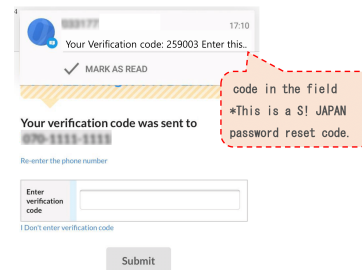 17:10
Your Verification code: 259003 Enter this..
MARK AS READ
code in the field
*This is a S! JAPAN
password reset code.
Your verification code was sent to
Re-enter the phone number
Enter
verification
code
I Don't enter verification code
Submit